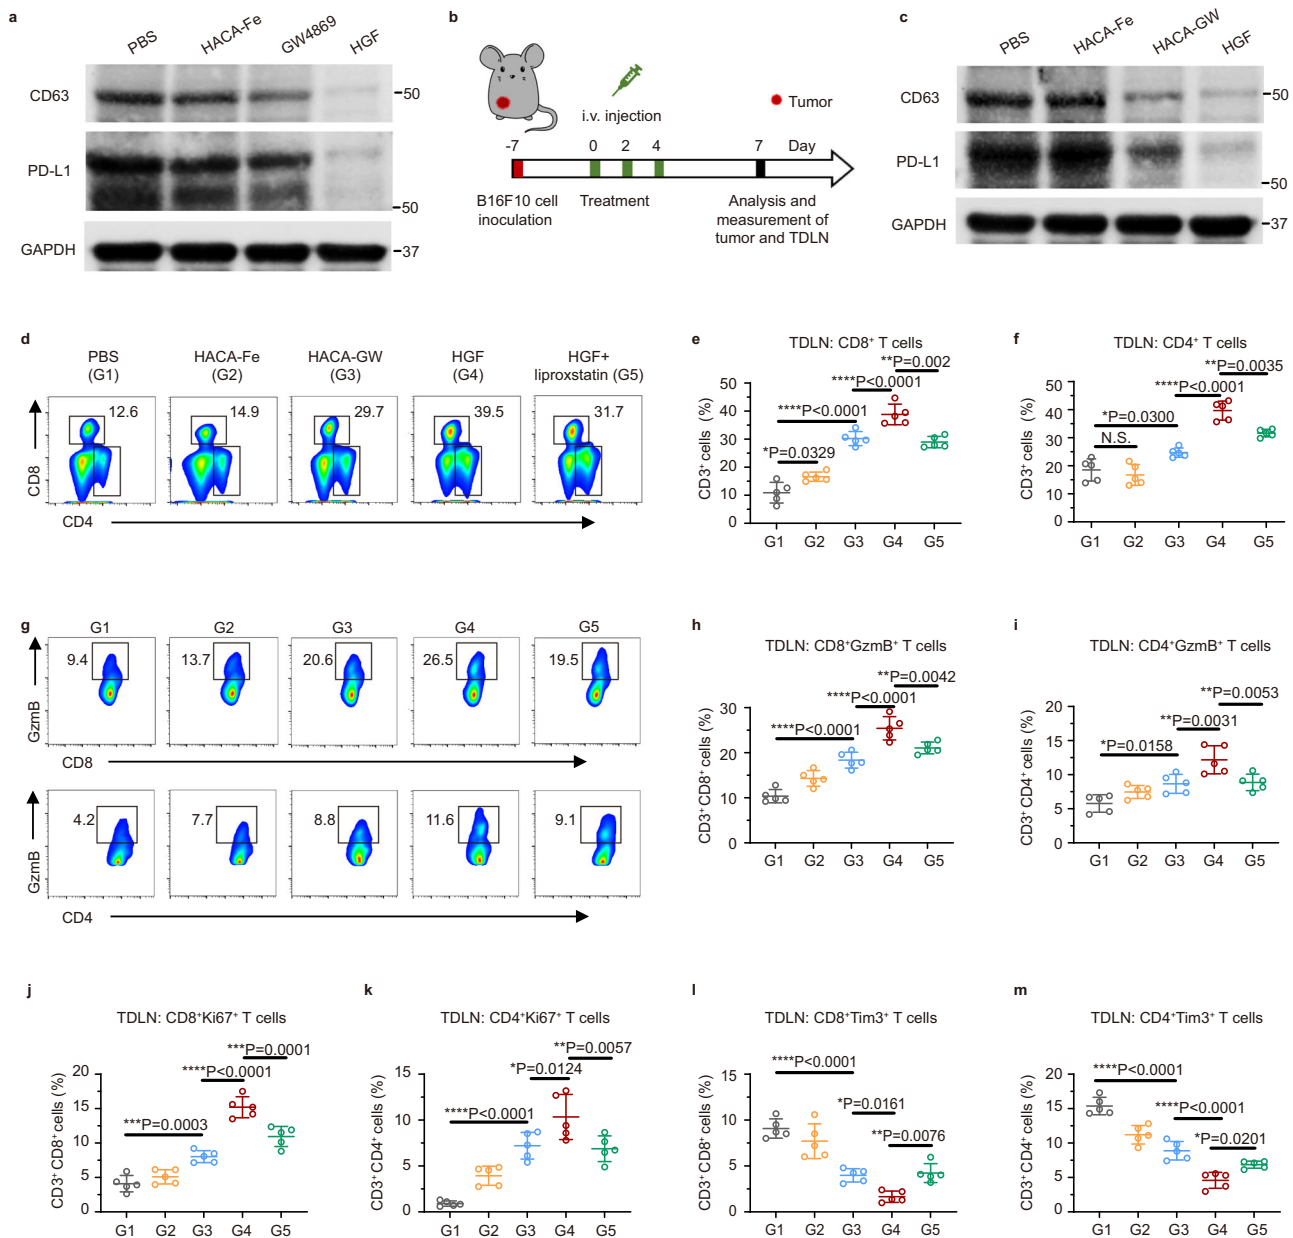 a
PBS
HACA-Fe
GW4869
HGF
CD63
50
PD-L1
50
GAPDH
37
b
i.v. injection
Tumor
-7
0
2
4
7
Day
B16F10 cell
inoculation
Treatment
Analysis and
measurement of
tumor and TDLN
c
PBS
HACA-Fe
HACA-GW
HGF
CD63
50
PD-L1
50
GAPDH
37
d
PBS
(G1)
HACA-Fe
(G2)
HACA-GW
(G3)
HGF
(G4)
HGF+
liproxstatin (G5)
12.6
14.9
29.7
39.5
31.7
CD8
CD4
e
TDLN: CD8⁺ T cells
**P=0.002
****P<0.0001
****P<0.0001
*P=0.0329
CD3⁺ cells (%)
50
40
30
20
10
0
G1 G2 G3 G4 G5
f
TDLN: CD4⁺ T cells
**P=0.0035
****P<0.0001
*P=0.0300
N.S.
CD3⁺ cells (%)
50
40
30
20
10
0
G1 G2 G3 G4 G5
g
G1 G2 G3 G4 G5
9.4
13.7
20.6
26.5
19.5
GzmB
CD8
4.2
7.7
8.8
11.6
9.1
GzmB
CD4
h
TDLN: CD8⁺GzmB⁺ T cells
**P=0.0042
****P<0.0001
****P<0.0001
CD3⁺CD8⁺ cells (%)
30
20
10
0
G1 G2 G3 G4 G5
i
TDLN: CD4⁺GzmB⁺ T cells
**P=0.0053
**P=0.0031
*P=0.0158
CD3⁺ CD4⁺ cells (%)
20
15
10
5
0
G1 G2 G3 G4 G5
j
TDLN: CD8⁺Ki67⁺ T cells
***P=0.0001
****P<0.0001
***P=0.0003
CD3⁺ CD8⁺ cells (%)
20
15
10
5
0
G1 G2 G3 G4 G5
k
TDLN: CD4⁺Ki67⁺ T cells
**P=0.0057
*P=0.0124
****P<0.0001
CD3⁺ CD4⁺ cells (%)
15
10
5
0
G1 G2 G3 G4 G5
l
TDLN: CD8⁺Tim3⁺ T cells
****P<0.0001
*P=0.0161
**P=0.0076
CD3⁺ CD8⁺ cells (%)
15
10
5
0
G1 G2 G3 G4 G5
m
TDLN: CD4⁺Tim3⁺ T cells
****P<0.0001
****P<0.0001
*P=0.0201
CD3⁺ CD4⁺ cells (%)
20
15
10
5
0
G1 G2 G3 G4 G5